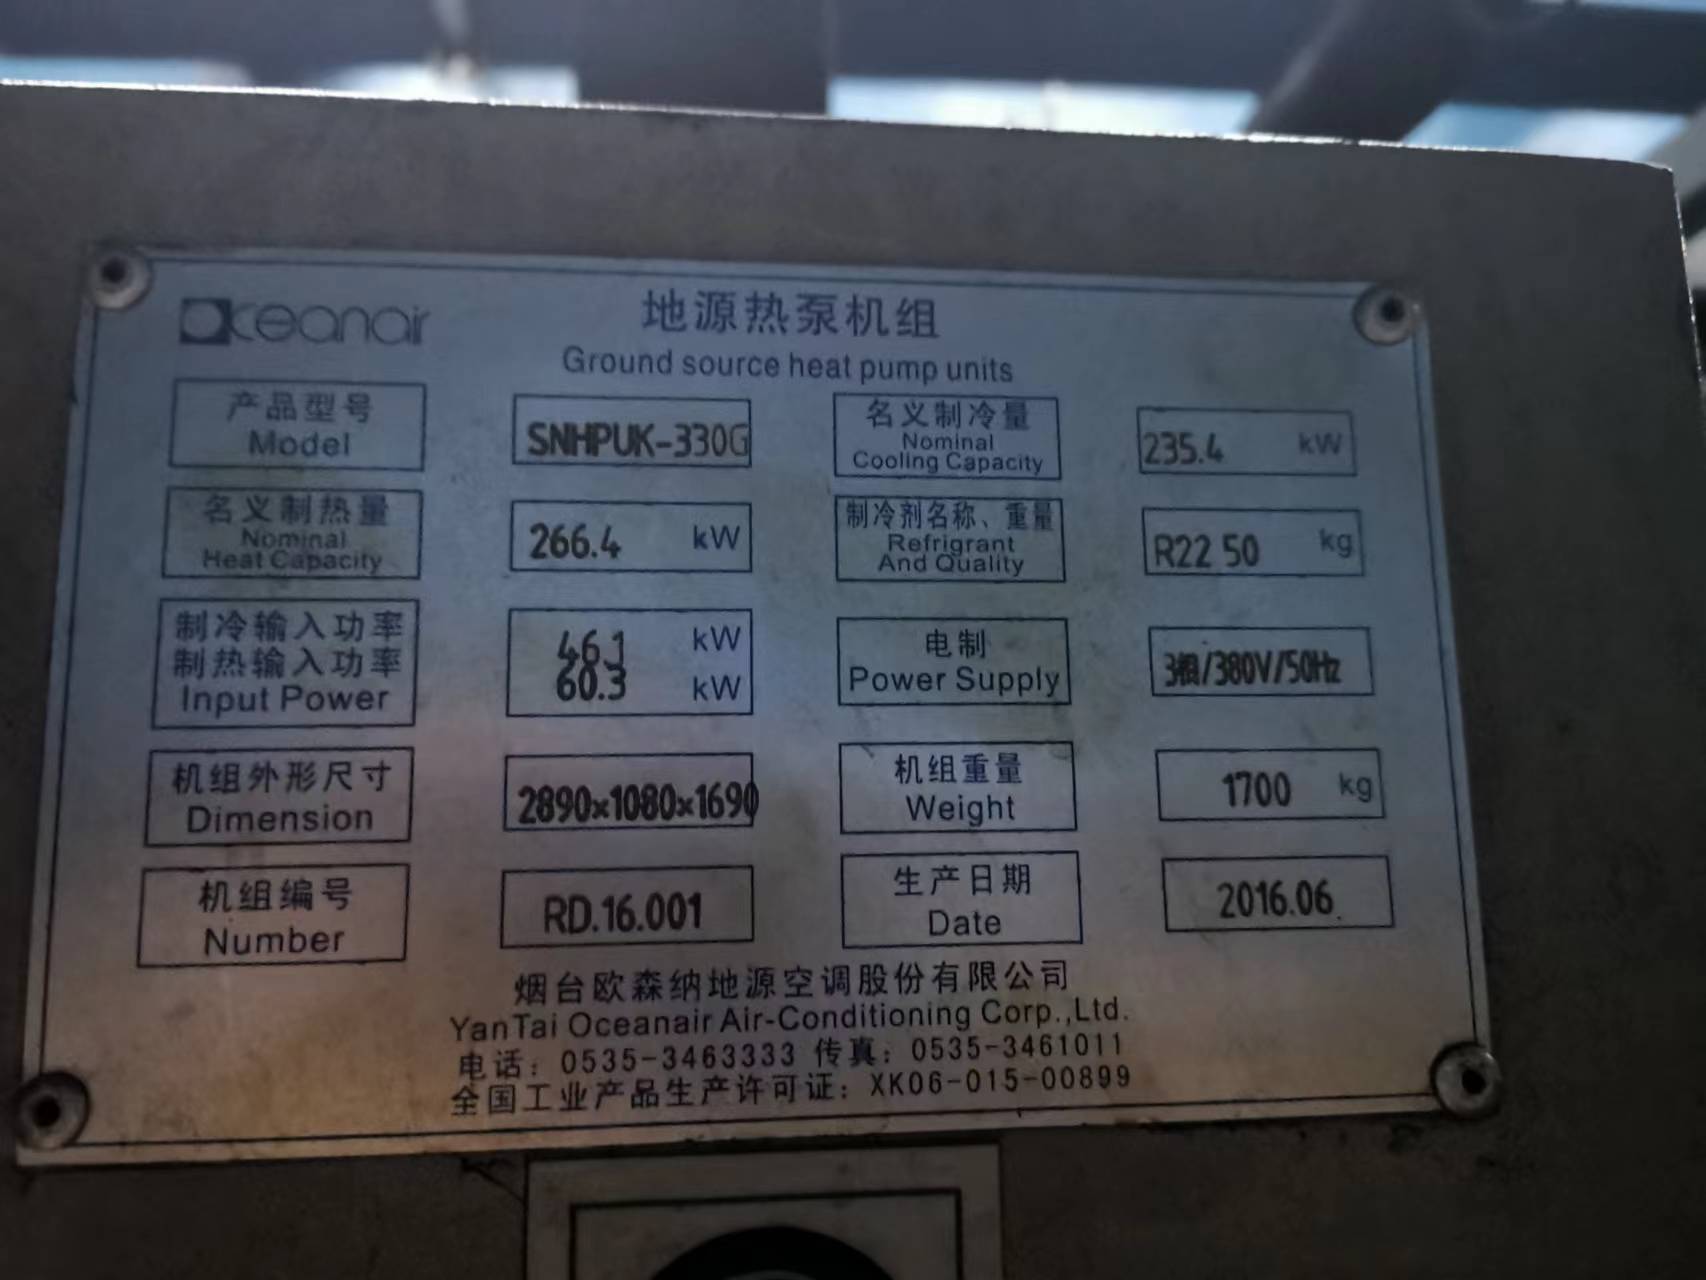 Oceanair
地源热泵机组
Ground source heat pump units
产品型号
Model
SNHPUK-330G
名义制冷量
Nominal
Cooling Capacity
235.4 kW
名义制热量
Nominal
Heat Capacity
266.4 kW
制冷剂名称、重量
Refrigrant
And Quality
R22 50 kg
制冷输入功率
制热输入功率
Input Power
46.1 kW
60.3 kW
电制
Power Supply
3相/380V/50Hz
机组外形尺寸
Dimension
2890×1080×1690
机组重量
Weight
1700 kg
机组编号
Number
RD.16.001
生产日期
Date
2016.06
烟台欧森纳地源空调股份有限公司
YanTai Oceanair Air-Conditioning Corp.,Ltd.
电话：0535-3463333 传真：0535-3461011
全国工业产品生产许可证：XK06-015-00899